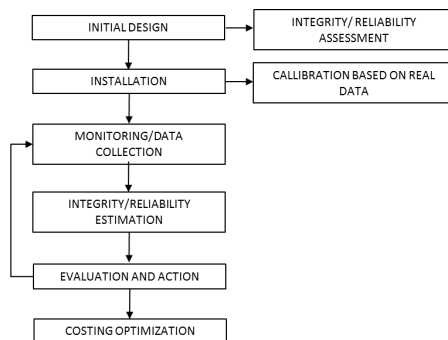 INITIAL DESIGN
INTEGRITY/ RELIABILITY
ASSESSMENT
INSTALLATION
CALLIBRATION BASED ON REAL
DATA
MONITORING/DATA
COLLECTION
INTEGRITY/RELIABILITY
ESTIMATION
EVALUATION AND ACTION
COSTING OPTIMIZATION